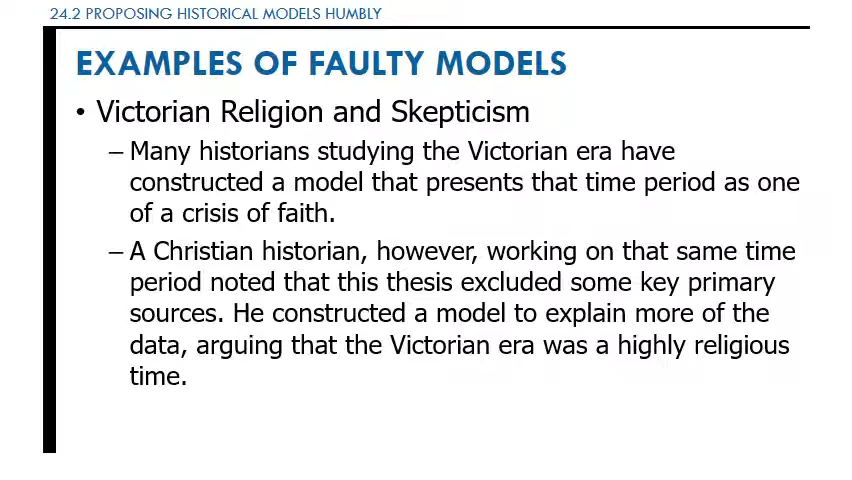 24.2 PROPOSING HISTORICAL MODELS HUMBLY
EXAMPLES OF FAULTY MODELS
• Victorian Religion and Skepticism
– Many historians studying the Victorian era have
constructed a model that presents that time period as one
of a crisis of faith.
– A Christian historian, however, working on that same time
period noted that this thesis excluded some key primary
sources. He constructed a model to explain more of the
data, arguing that the Victorian era was a highly religious
time.